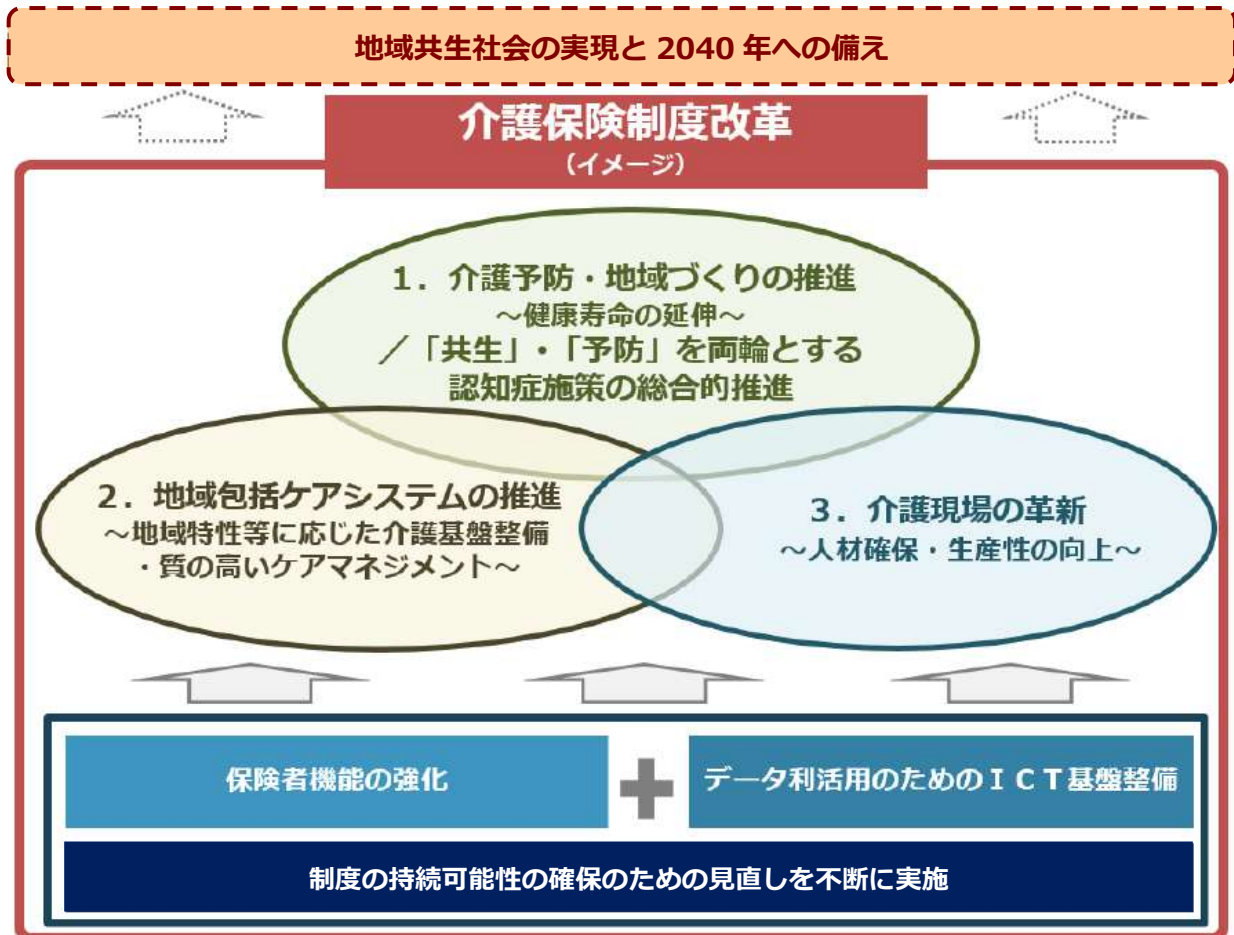 地域共生社会の実現と 2040 年への備え
介護保険制度改革
（イメージ）
１．介護予防・地域づくりの推進
～健康寿命の延伸～
／「共生」・「予防」を両輪とする
認知症施策の総合的推進
２．地域包括ケアシステムの推進
～地域特性等に応じた介護基盤整備
・質の高いケアマネジメント～
３．介護現場の革新
～人材確保・生産性の向上～
保険者機能の強化
データ利活用のためのＩＣＴ基盤整備
制度の持続可能性の確保のための見直しを不断に実施